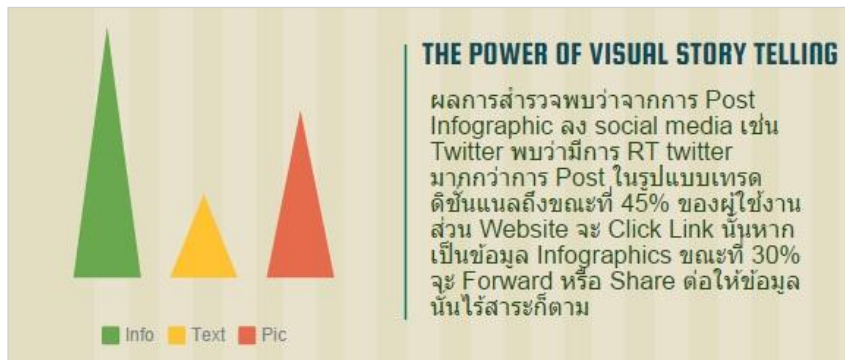 THE POWER OF VISUAL STORY TELLING
ผลการสำรวจพบว่าจากการ Post
Infographic ลง social media เช่น
Twitter พบว่ามีการ RT twitter
มากกว่าการ Post ในรูปแบบเทรด
ดิชั่นแนลถึงขณะที่ 45% ของผู้ใช้งาน
ส่วน Website จะ Click Link นั้นหาก
เป็นข้อมูล Infographics ขณะที่ 30%
จะ Forward หรือ Share ต่อให้ข้อมูล
นั้นไร้สาระก็ตาม
Info Text Pic